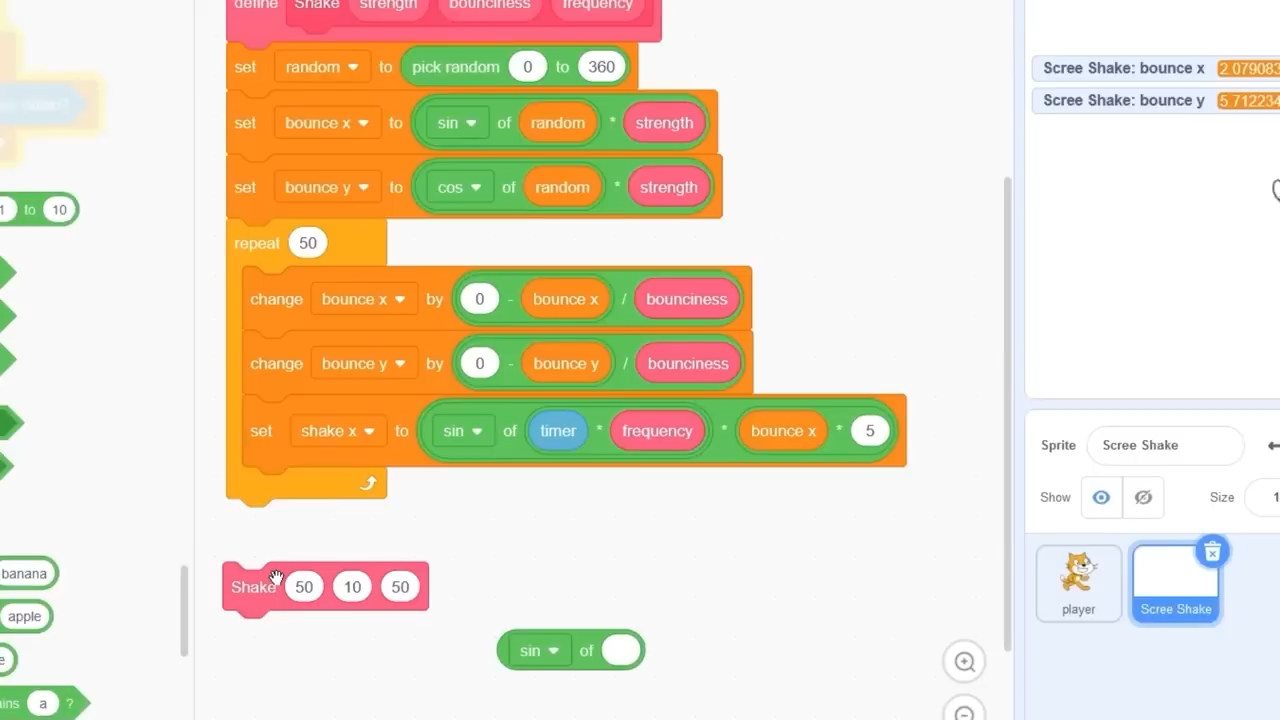 define Shake strength bounciness frequency
set random to pick random 0 to 360
set bounce x to sin of random * strength
set bounce y to cos of random * strength
repeat 50
change bounce x by 0 - bounce x / bounciness
change bounce y by 0 - bounce y / bounciness
set shake x to sin of timer * frequency * bounce x * 5
Shake 50 10 50
sin of
1 to 10
banana
apple
a ?
Scree Shake: bounce x 2.079083
Scree Shake: bounce y 5.712234
Sprite Scree Shake
Show Size
player
Scree Shake